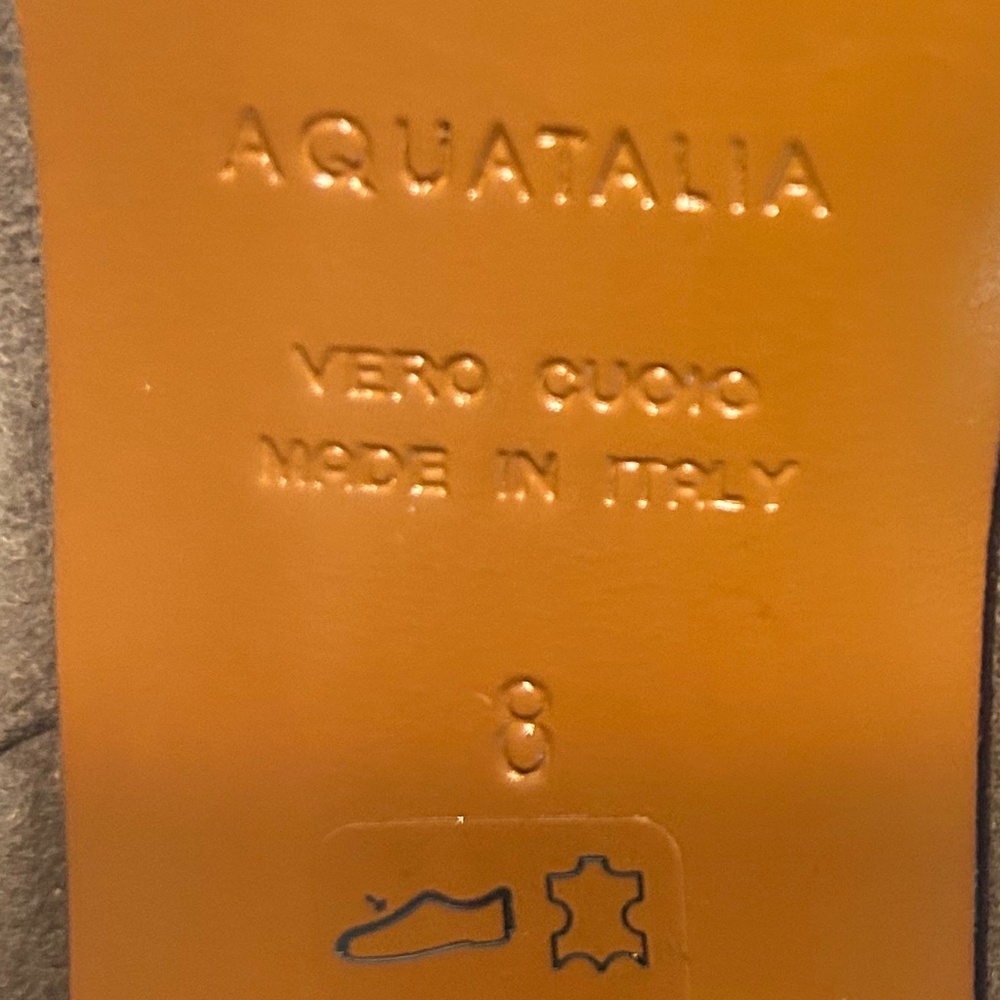 AQUATALIA
VERO CUOIO
MADE IN ITALY
8